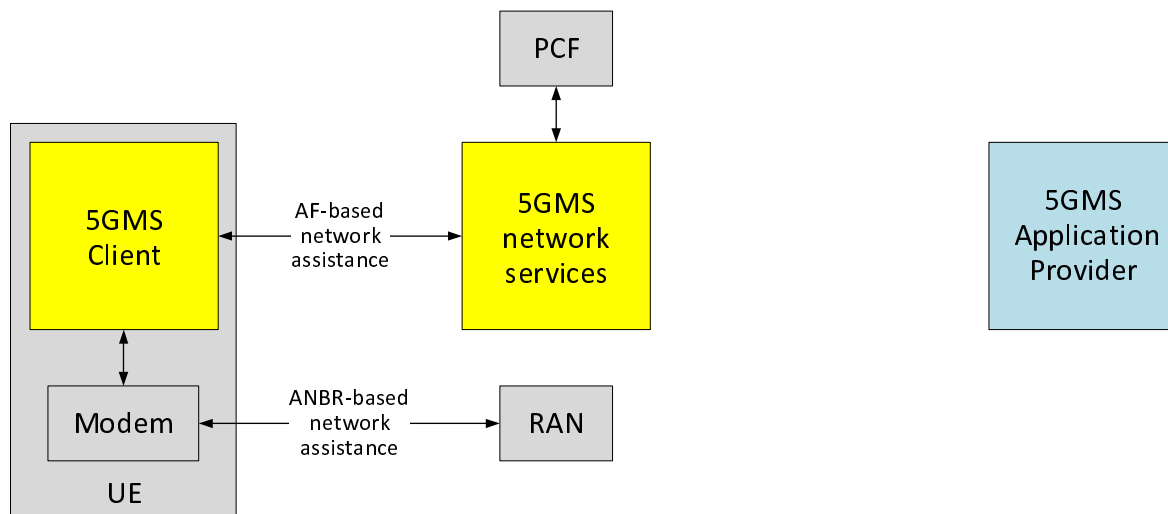 PCF
5GMS
Client
AF-based
network
assistance
5GMS
network
services
5GMS
Application
Provider
Modem
ANBR-based
network
assistance
RAN
UE